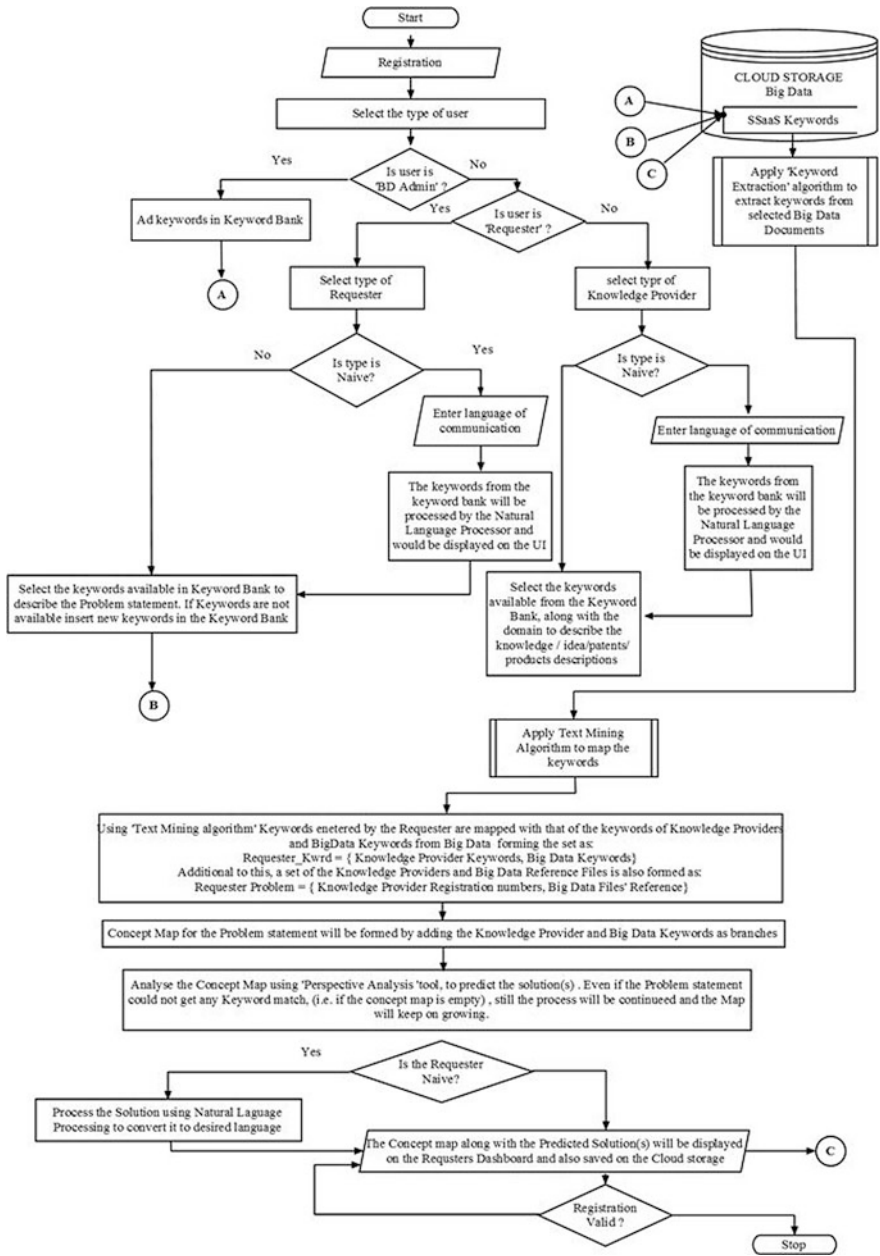 Start
Registration
Select the type of user
Yes
Is user is
'BD Admin' ?
No
Ad keywords in Keyword Bank
A
Yes
Is user is
'Requester' ?
No
CLOUD STORAGE
Big Data
SSaaS Keywords
A
B
C
Apply 'Keyword
Extraction' algorithm to
extract keywords from
selected Big Data
Documents
Select type of
Requester
select typr of
Knowledge Provider
No
Is type is
Naive?
Yes
Is type is
Naive?
Enter language of
communication
Enter language of communication
The keywords from the
keyword bank will be
processed by the Natural
Language Processor and
would be displayed on the UI
The keywords from
the keyword bank will
be processed by the
Natural Language
Processor and would
be displayed on the UI
Select the keywords available in Keyword Bank to
describe the Problem statement. If Keywords are not
available insert new keywords in the Keyword Bank
B
Select the keywords
available from the Keyword
Bank, along with the
domain to describe the
knowledge / idea/patents/
products descriptions
Apply Text Mining
Algorithm to map the
keywords
Using 'Text Mining algorithm' Keywords enetered by the Requester are mapped with that of the keywords of Knowledge Providers
and BigData Keywords from Big Data forming the set as:
Requester_Kwrd = { Knowledge Provider Keywords, Big Data Keywords}
Additional to this, a set of the Knowledge Providers and Big Data Reference Files is also formed as:
Requester Problem = { Knowledge Provider Registration numbers, Big Data Files' Reference}
Concept Map for the Problem statement will be formed by adding the Knowledge Provider and Big Data Keywords as branches
Analyse the Concept Map using 'Perspective Analysis 'tool, to predict the solution(s) . Even if the Problem statement
could not get any Keyword match, (i.e. if the concept map is empty) , still the process will be continueed and the Map
will keep on growing.
Yes
Is the Requester
Naive?
Process the Solution using Natural Laguage
Processing to convert it to desired language
The Concept map along with the Predicted Solution(s) will be displayed
on the Requsters Dashboard and also saved on the Cloud storage
C
Registration
Valid ?
Stop